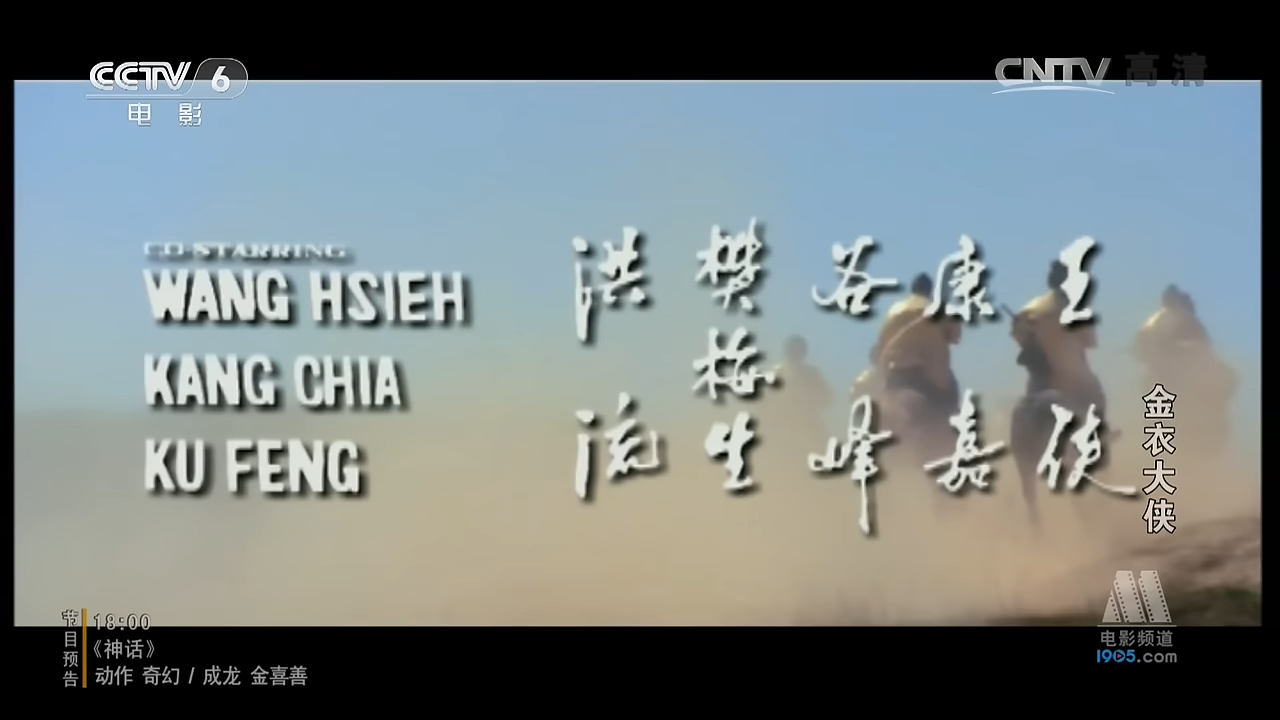 CCTV 6
电影
CNTV 高清
CO-STARRING
WANG HSIEH
KANG CHIA
KU FENG
王侠
康嘉
谷峰
樊梅生
洪流
金衣大侠
节目预告
18:00
《神话》
动作 奇幻 / 成龙 金喜善
电影频道
1905.com